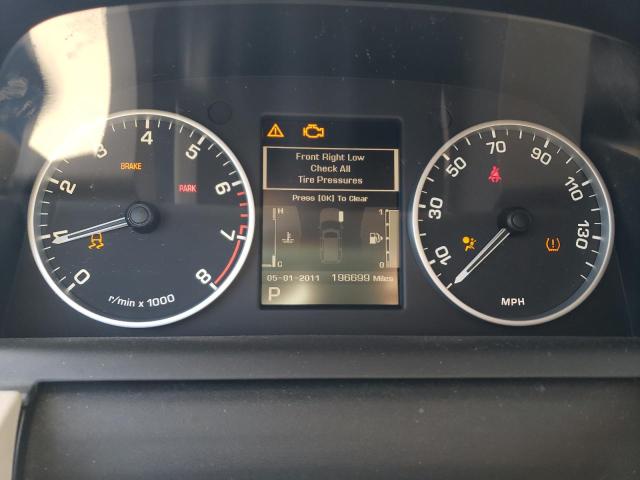 Front Right Low
Check All
Tire Pressures
Press [OK] To Clear
H
1
C
0
05-01-2011 196699 Miles
P
BRAKE
PARK
0
1
2
3
4
5
6
7
8
r/min x 1000
10
30
50
70
90
110
130
MPH